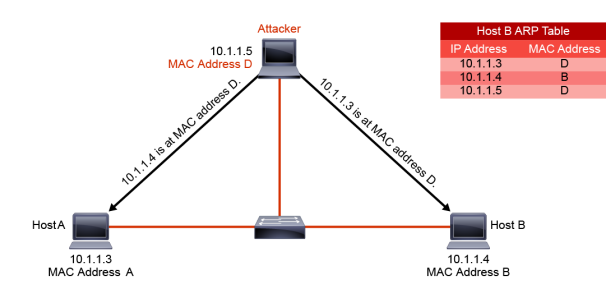 Attacker
10.1.1.5
MAC Address D
10.1.1.4 is at MAC address D.
10.1.1.3 is at MAC address D.
Host B ARP Table
IP Address MAC Address
10.1.1.3 D
10.1.1.4 B
10.1.1.5 D
Host A
10.1.1.3
MAC Address A
Host B
10.1.1.4
MAC Address B